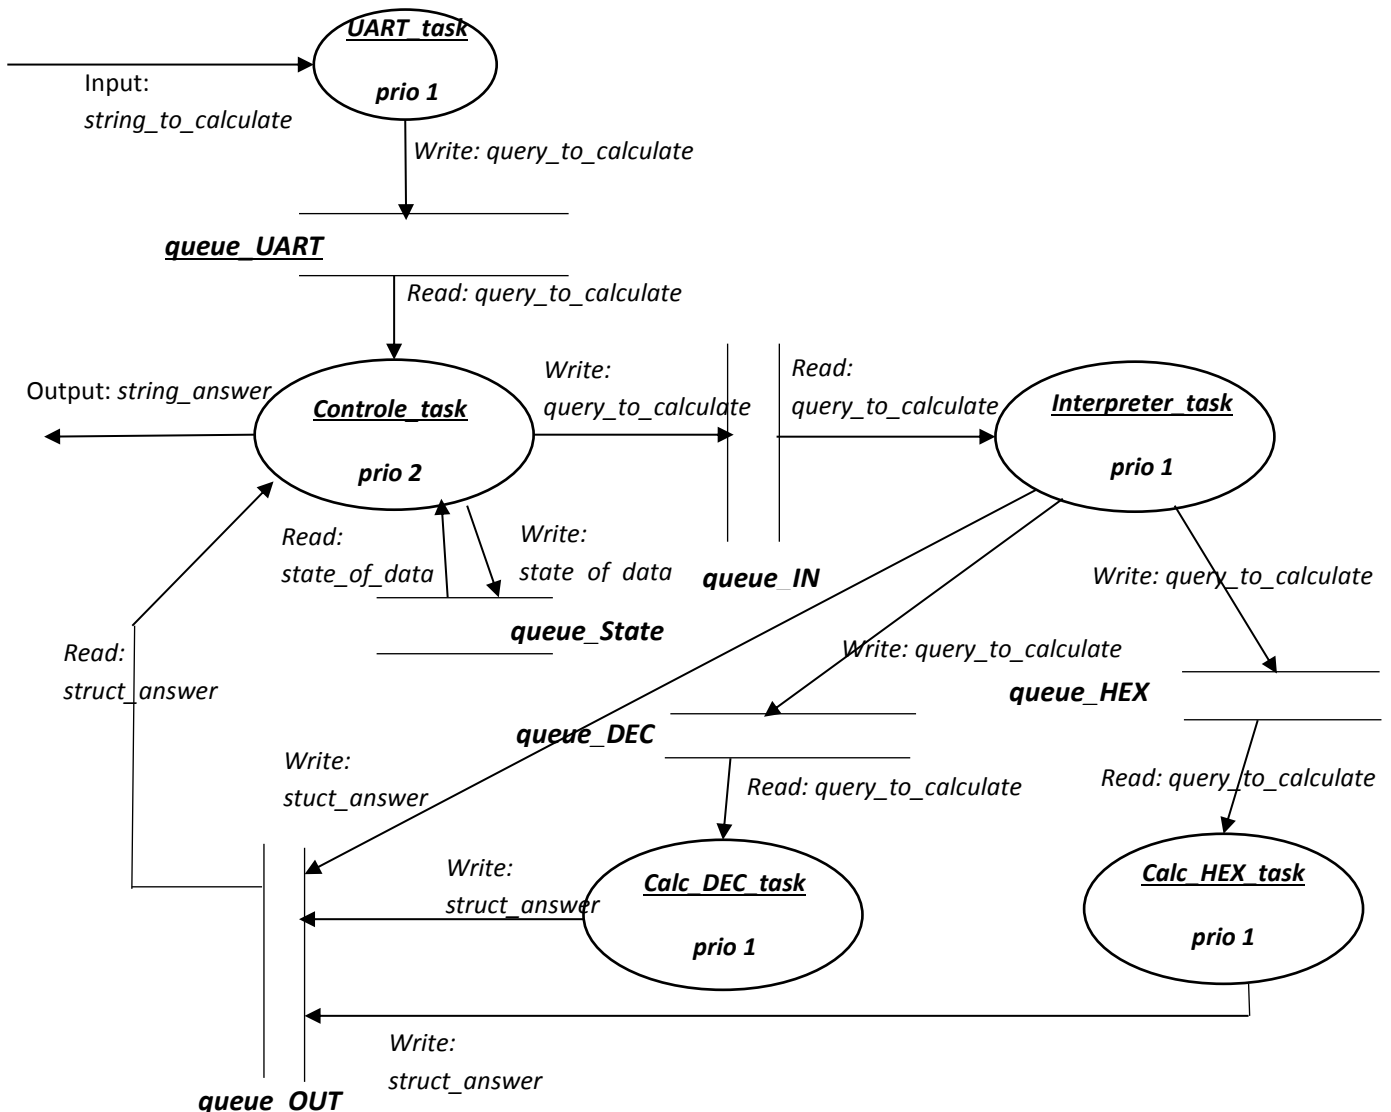 UART_task
prio 1
Input:
string_to_calculate
Write: query_to_calculate
queue_UART
Read: query_to_calculate
Output: string_answer
Controle_task
prio 2
Write:
query_to_calculate
Read:
query_to_calculate
Interpreter_task
prio 1
Read:
state_of_data
Write:
state of data
queue_IN
Write: query_to_calculate
queue_State
Read:
struct_answer
Write: query_to_calculate
queue_HEX
queue_DEC
Write:
stuct_answer
Read: query_to_calculate
Read: query_to_calculate
Write:
struct_answer
Calc_DEC_task
prio 1
Calc_HEX_task
prio 1
Write:
struct_answer
queue OUT